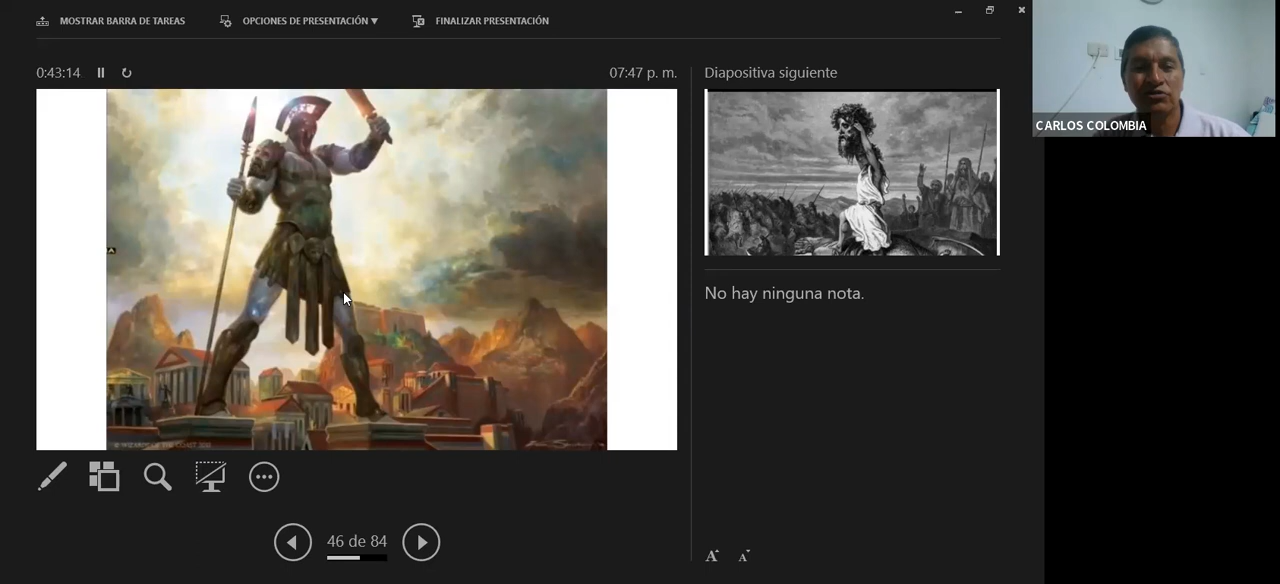 MOSTRAR BARRA DE TAREAS
OPCIONES DE PRESENTACIÓN ▼
FINALIZAR PRESENTACIÓN
0:43:14
07:47 p. m.
Diapositiva siguiente
CARLOS COLOMBIA
No hay ninguna nota.
46 de 84
A A